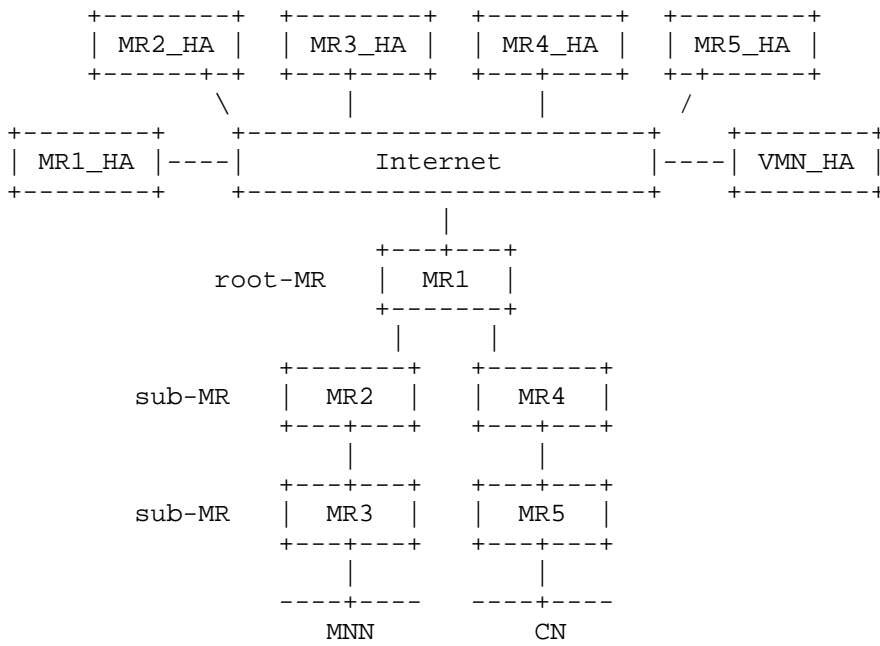 MR2_HA MR3_HA MR4_HA MR5_HA
MR1_HA Internet VMN_HA
root-MR MR1
sub-MR MR2 MR4
sub-MR MR3 MR5
MNN CN